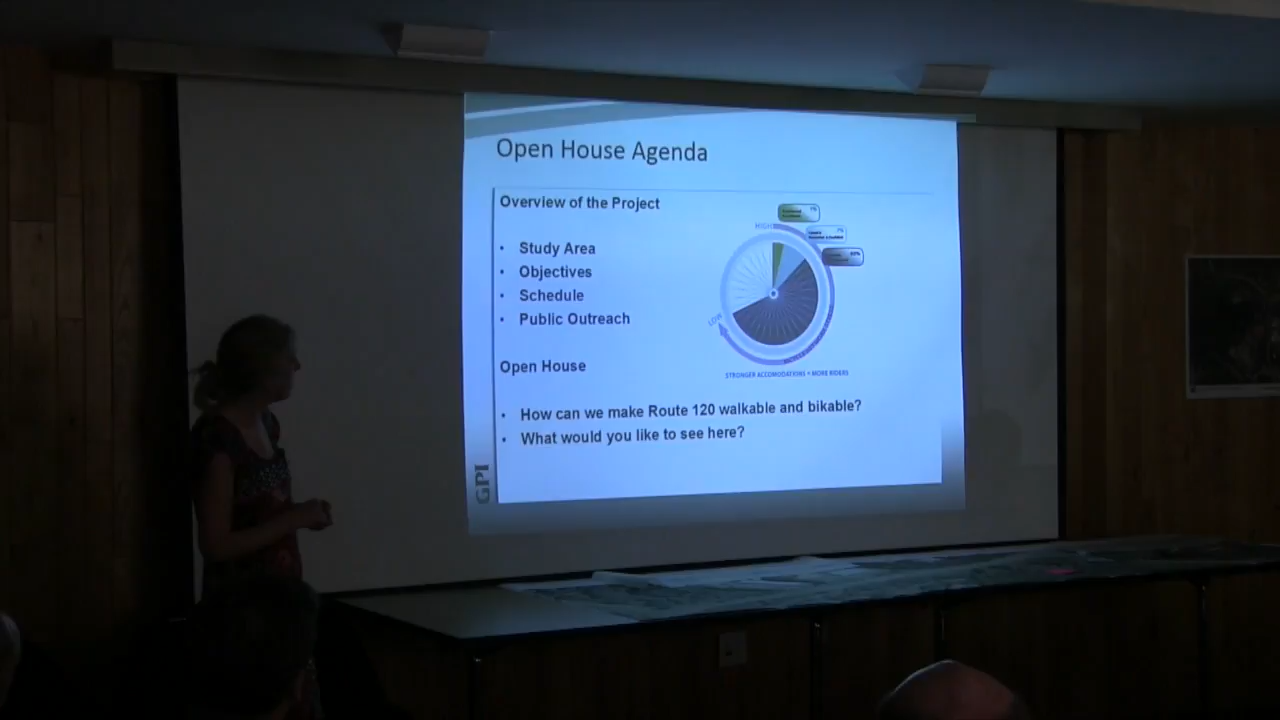 Open House Agenda
Overview of the Project
• Study Area
• Objectives
• Schedule
• Public Outreach
HIGH
7%
LOW
STRONGER ACCOMODATIONS = MORE RIDERS
Open House
• How can we make Route 120 walkable and bikable?
• What would you like to see here?
GPI